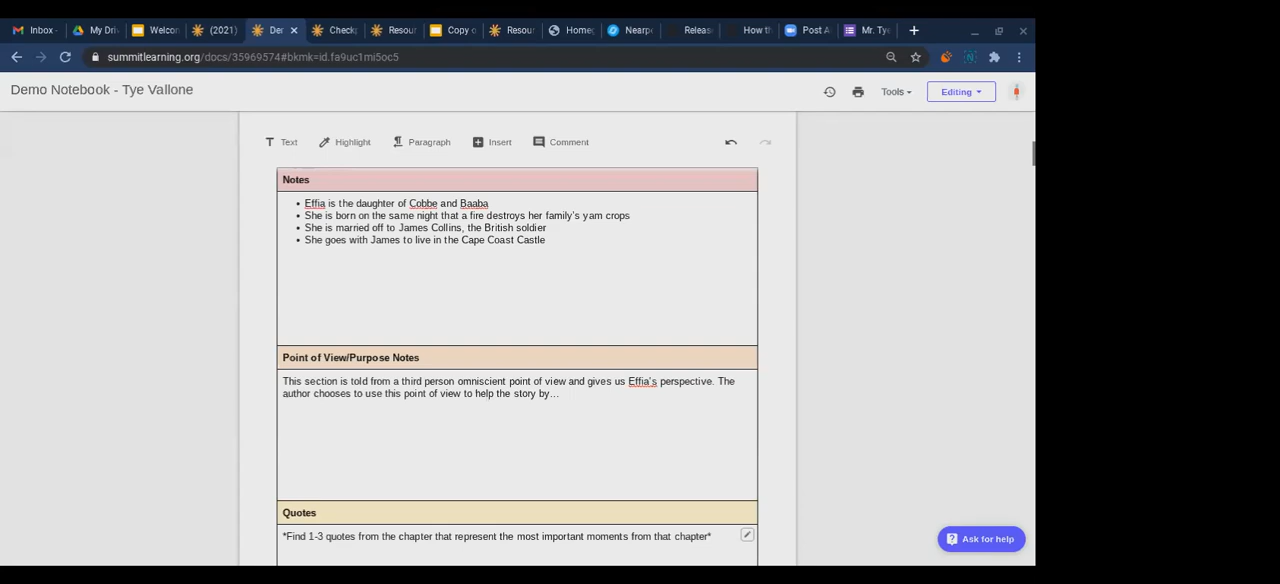 Inbox -
My Dri
Welcon
(2021)
Der
Check
Resour
Copy o
Resour
Home
Nearp
Releas
How th
Post A
Mr. Tye
summitlearning.org/docs/35969574#bkmk=id.fa9uc1mi5oc5
Demo Notebook - Tye Vallone
Tools
Editing
Text Highlight Paragraph Insert Comment
Notes
• Effia is the daughter of Cobbe and Baaba
• She is born on the same night that a fire destroys her family's yam crops
• She is married off to James Collins, the British soldier
• She goes with James to live in the Cape Coast Castle
Point of View/Purpose Notes
This section is told from a third person omniscient point of view and gives us Effia's perspective. The
author chooses to use this point of view to help the story by…
Quotes
*Find 1-3 quotes from the chapter that represent the most important moments from that chapter*
Ask for help